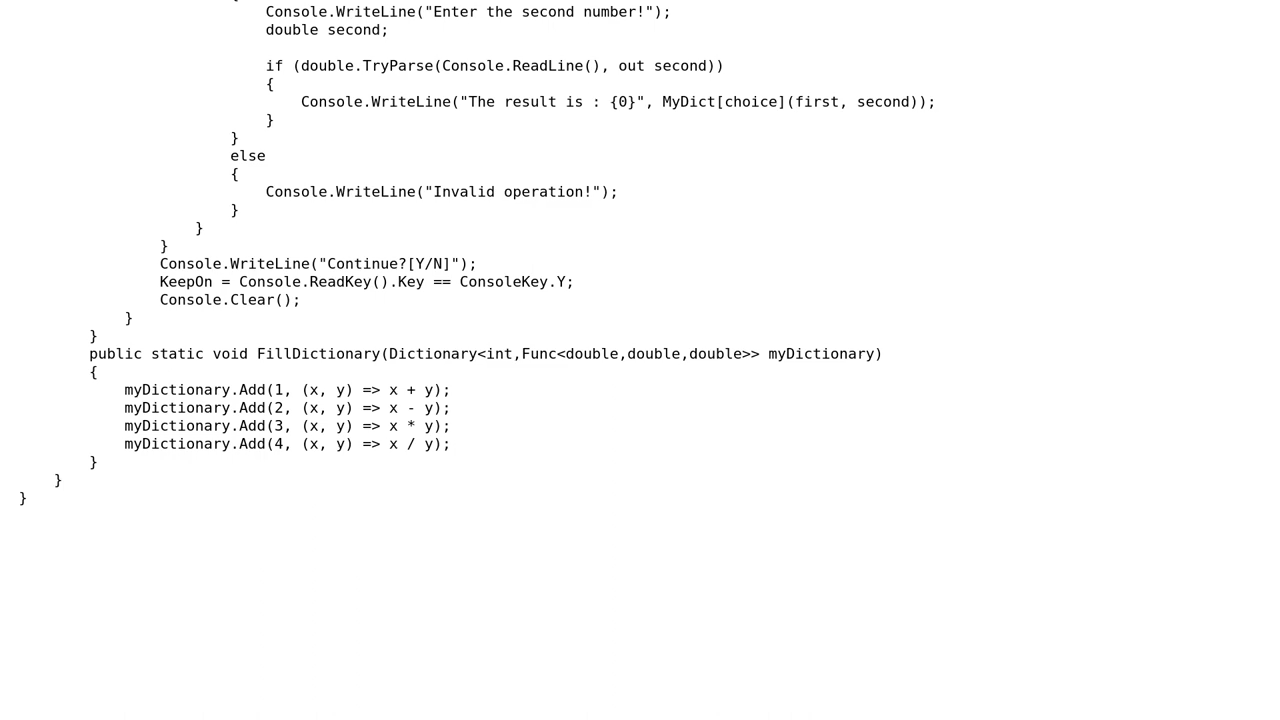 Console.WriteLine("Enter the second number!");
double second;
if (double.TryParse(Console.ReadLine(), out second))
{
Console.WriteLine("The result is : {0}", MyDict[choice](first, second));
}
}
else
{
Console.WriteLine("Invalid operation!");
}
}
}
Console.WriteLine("Continue?[Y/N]");
KeepOn = Console.ReadKey().Key == ConsoleKey.Y;
Console.Clear();
}
}
public static void FillDictionary(Dictionary<int,Func<double,double,double>> myDictionary)
{
myDictionary.Add(1, (x, y) => x + y);
myDictionary.Add(2, (x, y) => x - y);
myDictionary.Add(3, (x, y) => x * y);
myDictionary.Add(4, (x, y) => x / y);
}
}
}